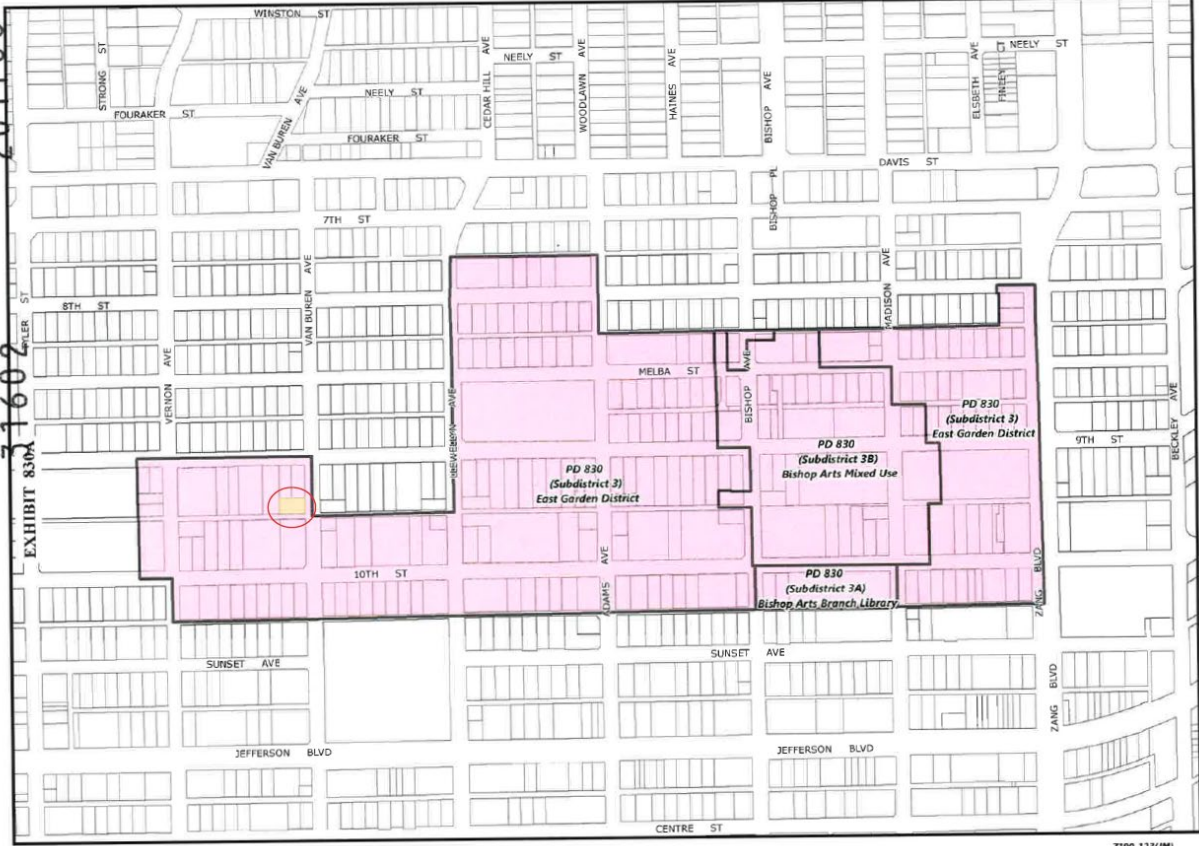 WINSTON ST
STRONG ST
CEDAR HILL AVE
NEELY ST
WOODLAWN AVE
HAINES AVE
BISHOP AVE
ELSBETH AVE
FINLEY CT
NEELY ST
NEELY ST
FOURAKER ST
VAN BUREN AVE
FOURAKER ST
DAVIS ST
BISHOP PL
7TH ST
8TH ST
VAN BUREN AVE
MADISON AVE
31602
EXHIBIT 830A
VERNON AVE
LLEWELLYN AVE
MELBA ST
BISHOP AVE
BECKLEY AVE
9TH ST
PD 830
(Subdistrict 3)
East Garden District
PD 830
(Subdistrict 3B)
Bishop Arts Mixed Use
PD 830
(Subdistrict 3)
East Garden District
10TH ST
ADAMS AVE
PD 830
(Subdistrict 3A)
Bishop Arts Branch Library
ZANG BLVD
SUNSET AVE
SUNSET AVE
ZANG BLVD
JEFFERSON BLVD
JEFFERSON BLVD
CENTRE ST